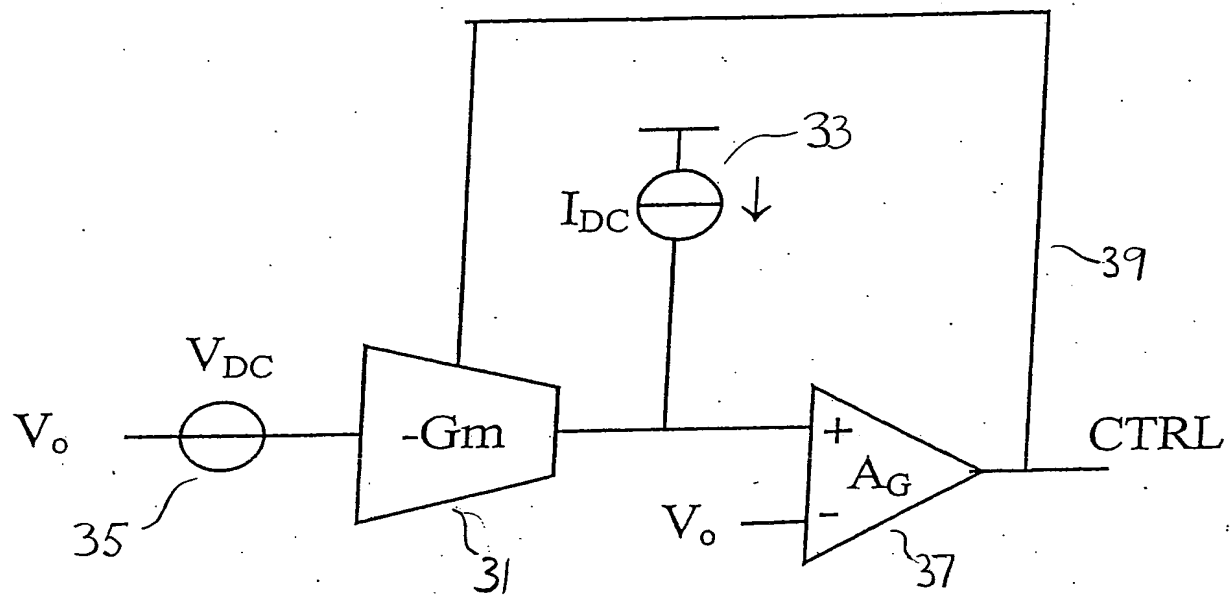 33
I_DC ↓
39
V_DC
V_o
-Gm
+
A_G
CTRL
-
V_o
35
31
37